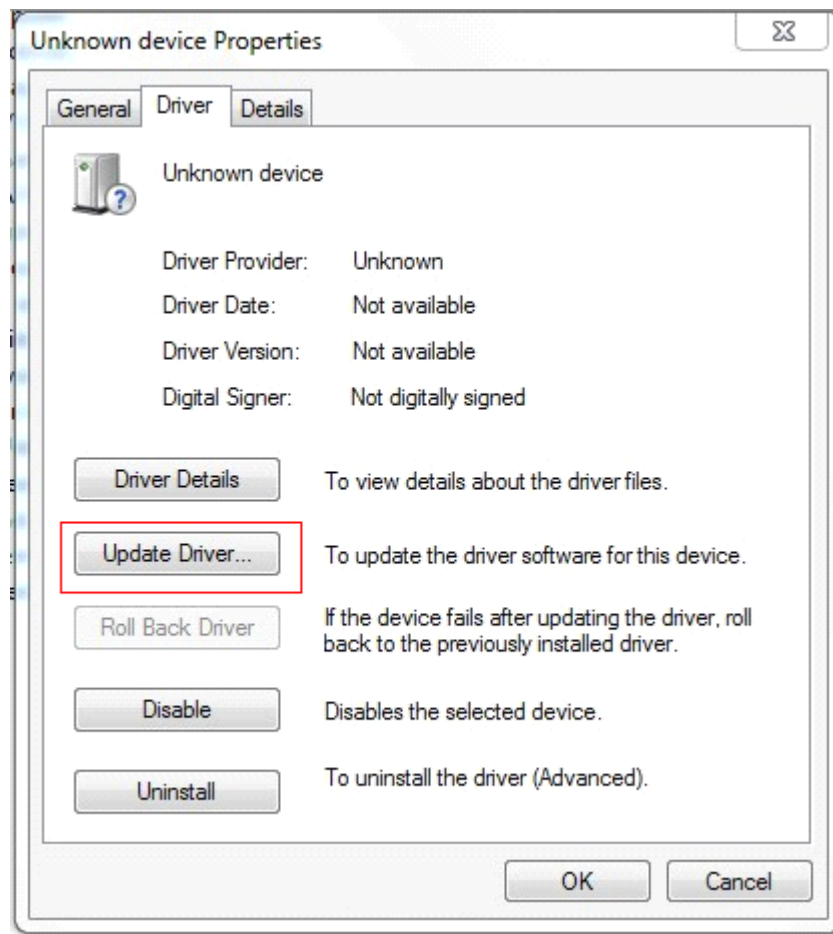 Unknown device Properties
General Driver Details
Unknown device
Driver Provider: Unknown
Driver Date: Not available
Driver Version: Not available
Digital Signer: Not digitally signed
Driver Details To view details about the driver files.
Update Driver... To update the driver software for this device.
Roll Back Driver If the device fails after updating the driver, roll
back to the previously installed driver.
Disable Disables the selected device.
Uninstall To uninstall the driver (Advanced).
OK Cancel